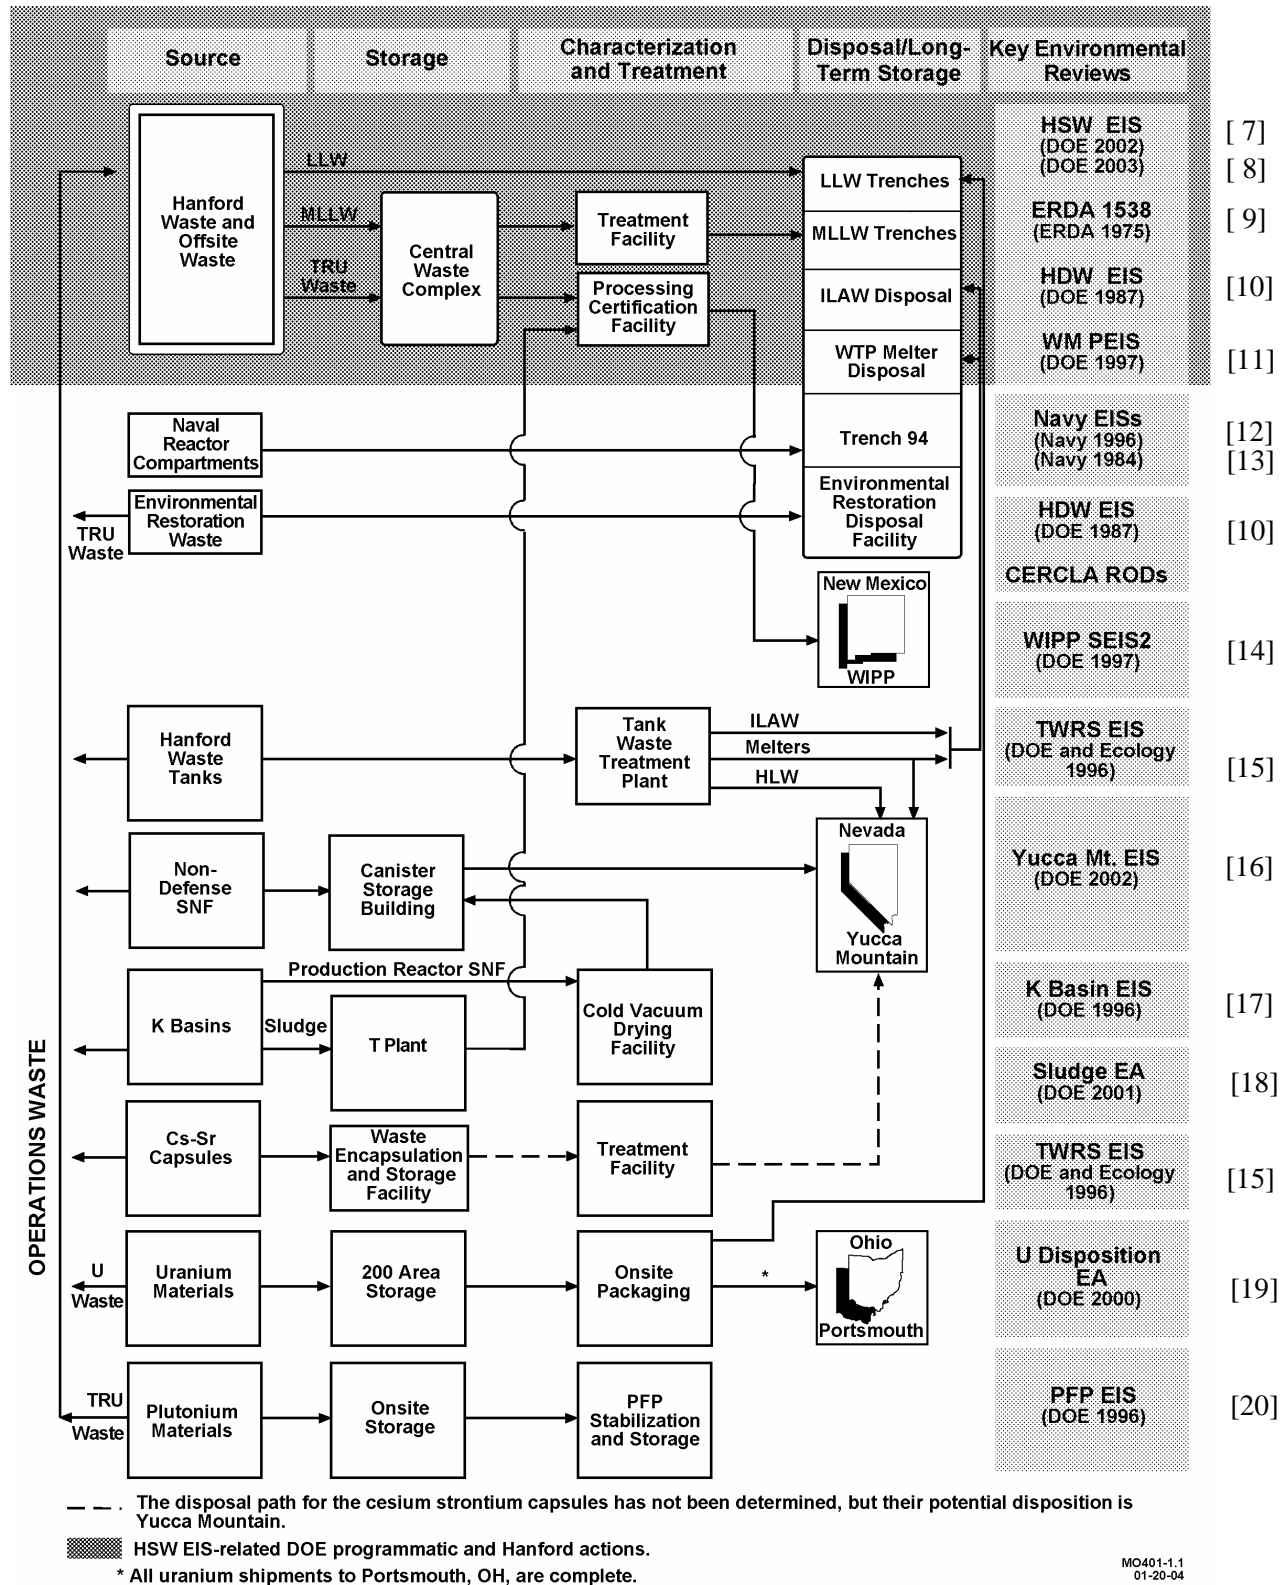 Source
Storage
Characterization
and Treatment
Disposal/Long-
Term Storage
Key Environmental
Reviews
Hanford
Waste and
Offsite
Waste
LLW
MLLW
TRU
Waste
Central
Waste
Complex
Treatment
Facility
Processing
Certification
Facility
LLW Trenches
MLLW Trenches
ILAW Disposal
WTP Melter
Disposal
Trench 94
Environmental
Restoration
Disposal
Facility
HSW EIS
(DOE 2002)
(DOE 2003)
[ 7]
[ 8]
ERDA 1538
(ERDA 1975)
[ 9]
HDW EIS
(DOE 1987)
[10]
WM PEIS
(DOE 1997)
[11]
Naval
Reactor
Compartments
Navy EISs
(Navy 1996)
(Navy 1984)
[12]
[13]
TRU
Waste
Environmental
Restoration
Waste
HDW EIS
(DOE 1987)
[10]
CERCLA RODs
New Mexico
WIPP
WIPP SEIS2
(DOE 1997)
[14]
Hanford
Waste
Tanks
Tank
Waste
Treatment
Plant
ILAW
Melters
HLW
TWRS EIS
(DOE and Ecology
1996)
[15]
Non-
Defense
SNF
Canister
Storage
Building
Nevada
Yucca
Mountain
Yucca Mt. EIS
(DOE 2002)
[16]
K Basins
Production Reactor SNF
Sludge
T Plant
Cold Vacuum
Drying
Facility
K Basin EIS
(DOE 1996)
[17]
Sludge EA
(DOE 2001)
[18]
OPERATIONS WASTE
Cs-Sr
Capsules
Waste
Encapsulation
and Storage
Facility
Treatment
Facility
TWRS EIS
(DOE and Ecology
1996)
[15]
U
Waste
Uranium
Materials
200 Area
Storage
Onsite
Packaging
*
Ohio
Portsmouth
U Disposition
EA
(DOE 2000)
[19]
TRU
Waste
Plutonium
Materials
Onsite
Storage
PFP
Stabilization
and Storage
PFP EIS
(DOE 1996)
[20]
The disposal path for the cesium strontium capsules has not been determined, but their potential disposition is
Yucca Mountain.
HSW EIS-related DOE programmatic and Hanford actions.
* All uranium shipments to Portsmouth, OH, are complete.
MO401-1.1
01-20-04